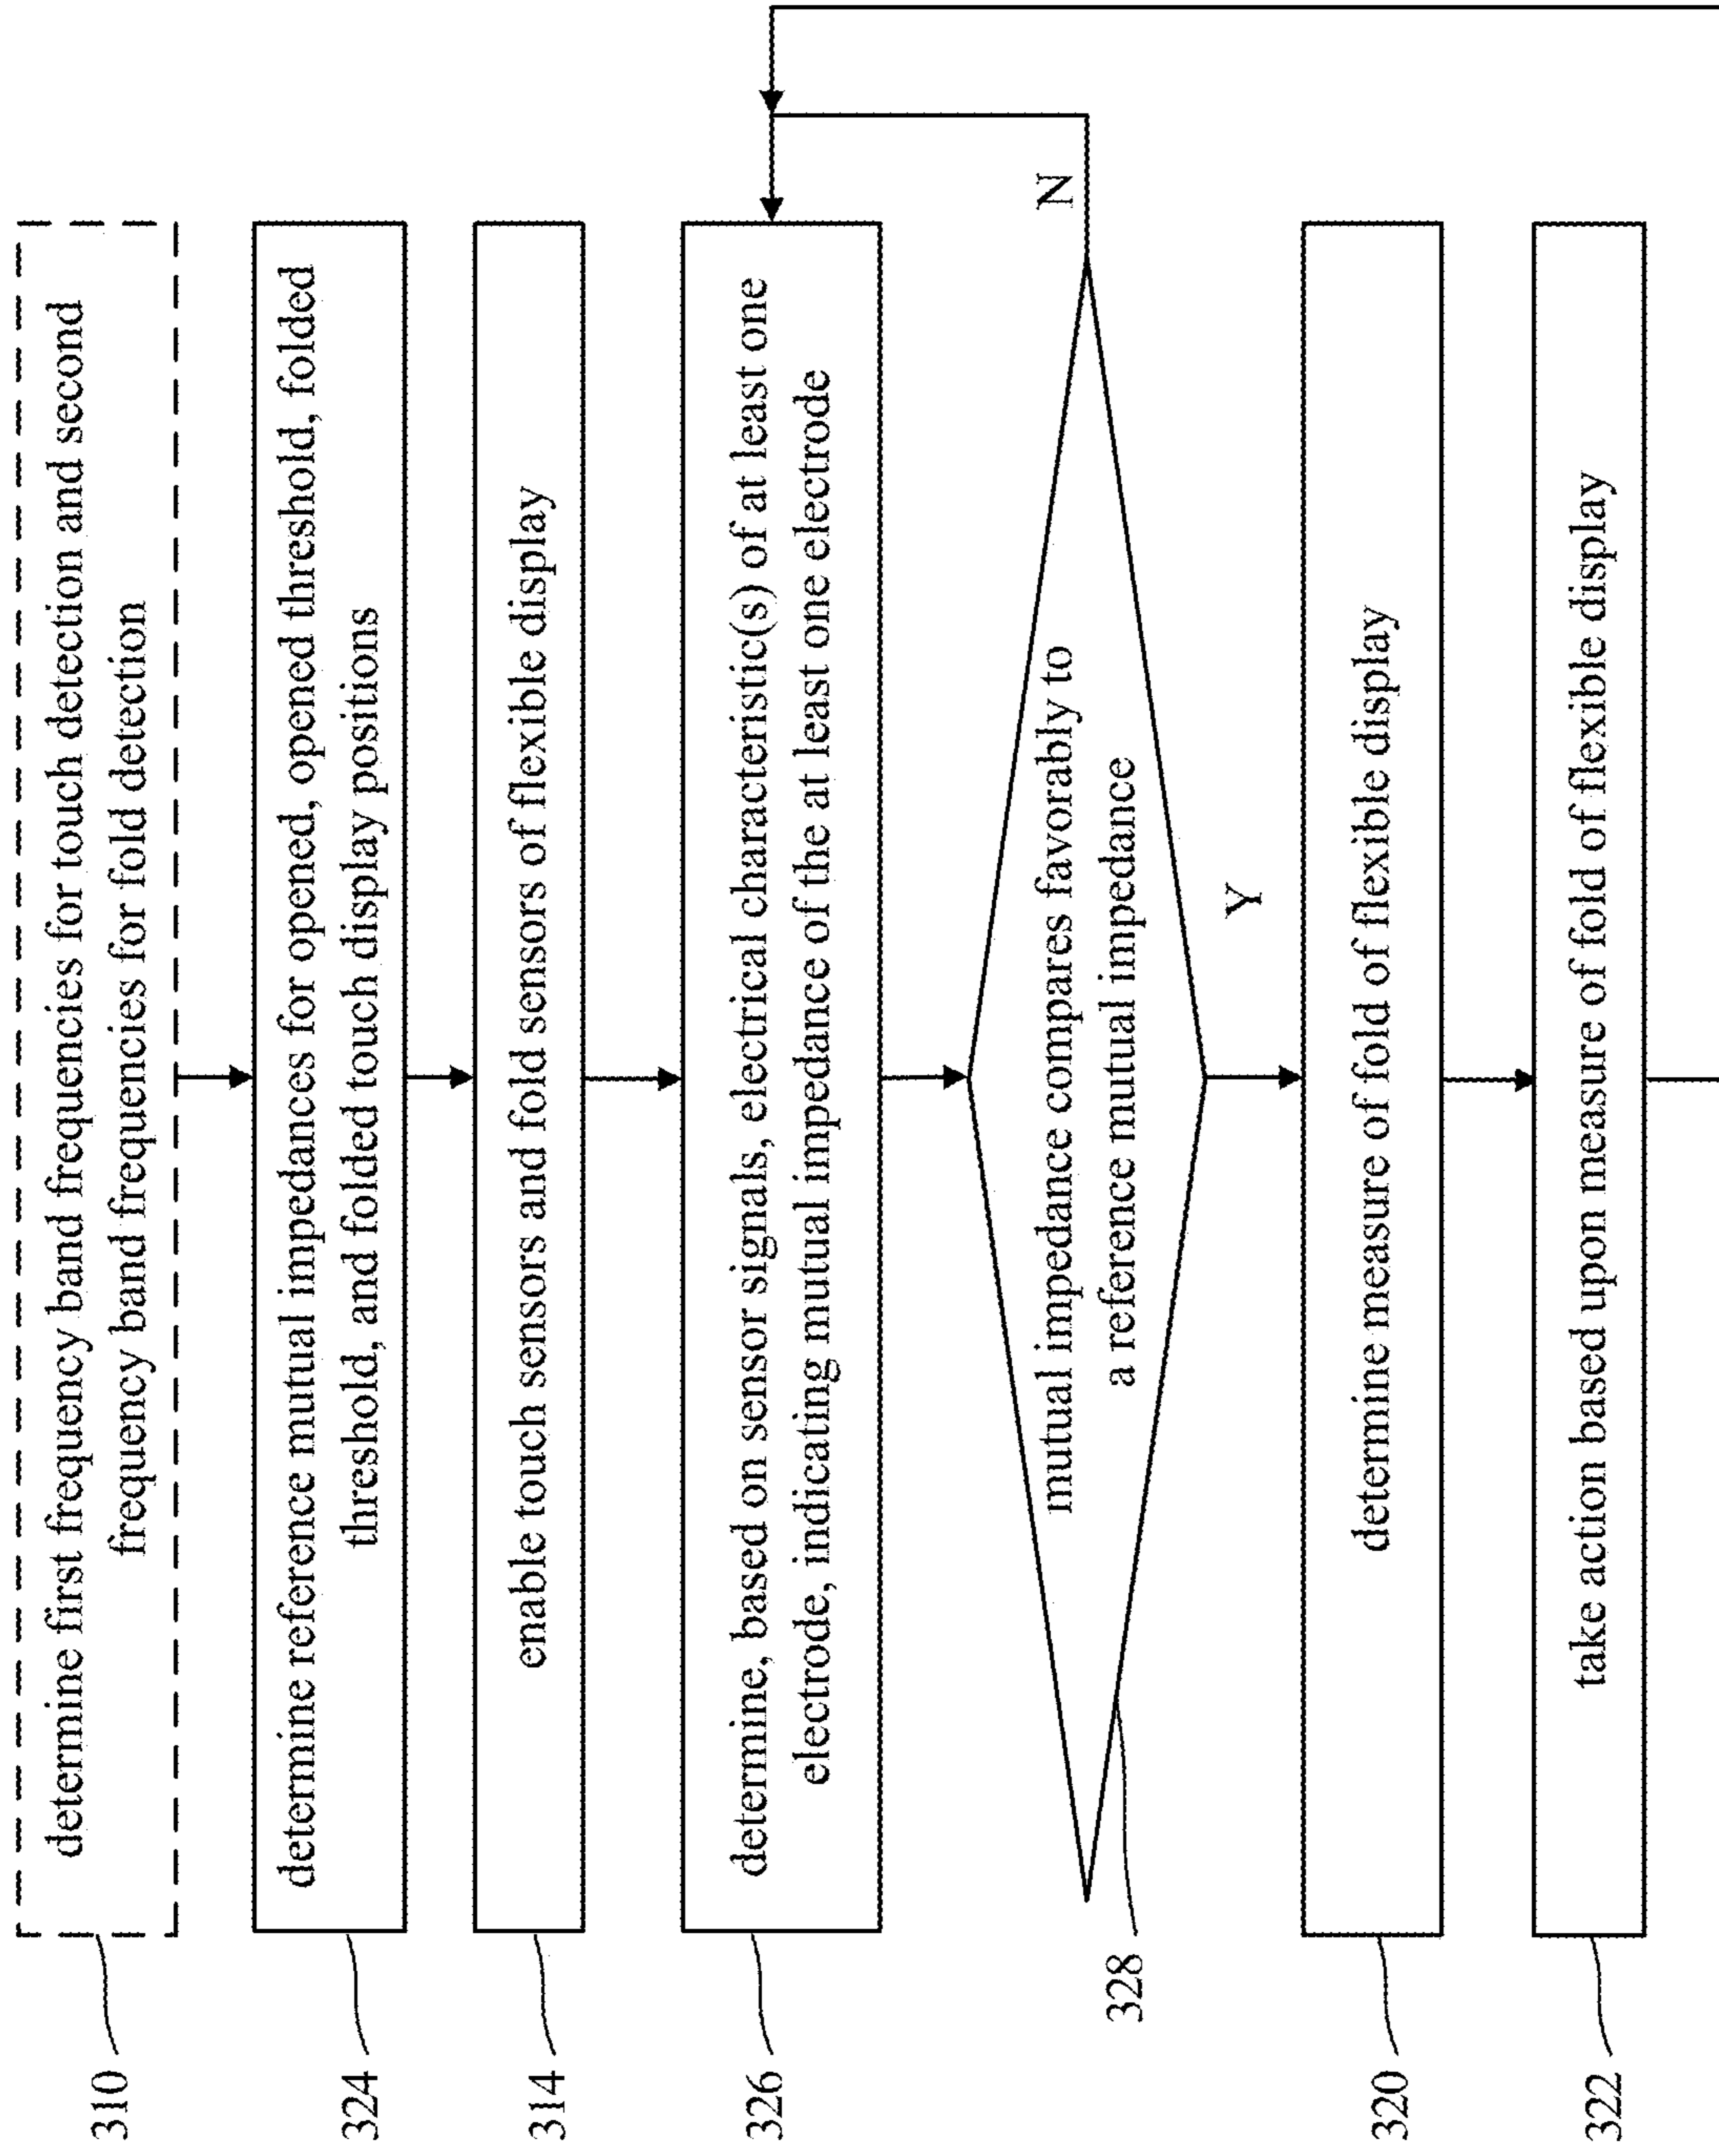 310
determine first frequency band frequencies for touch detection and second
frequency band frequencies for fold detection
324
determine reference mutual impedances for opened, opened threshold, folded
threshold, and folded touch display positions
314
enable touch sensors and fold sensors of flexible display
326
determine, based on sensor signals, electrical characteristic(s) of at least one
electrode, indicating mutual impedance of the at least one electrode
328
mutual impedance compares favorably to
a reference mutual impedance
N
Y
320
determine measure of fold of flexible display
322
take action based upon measure of fold of flexible display